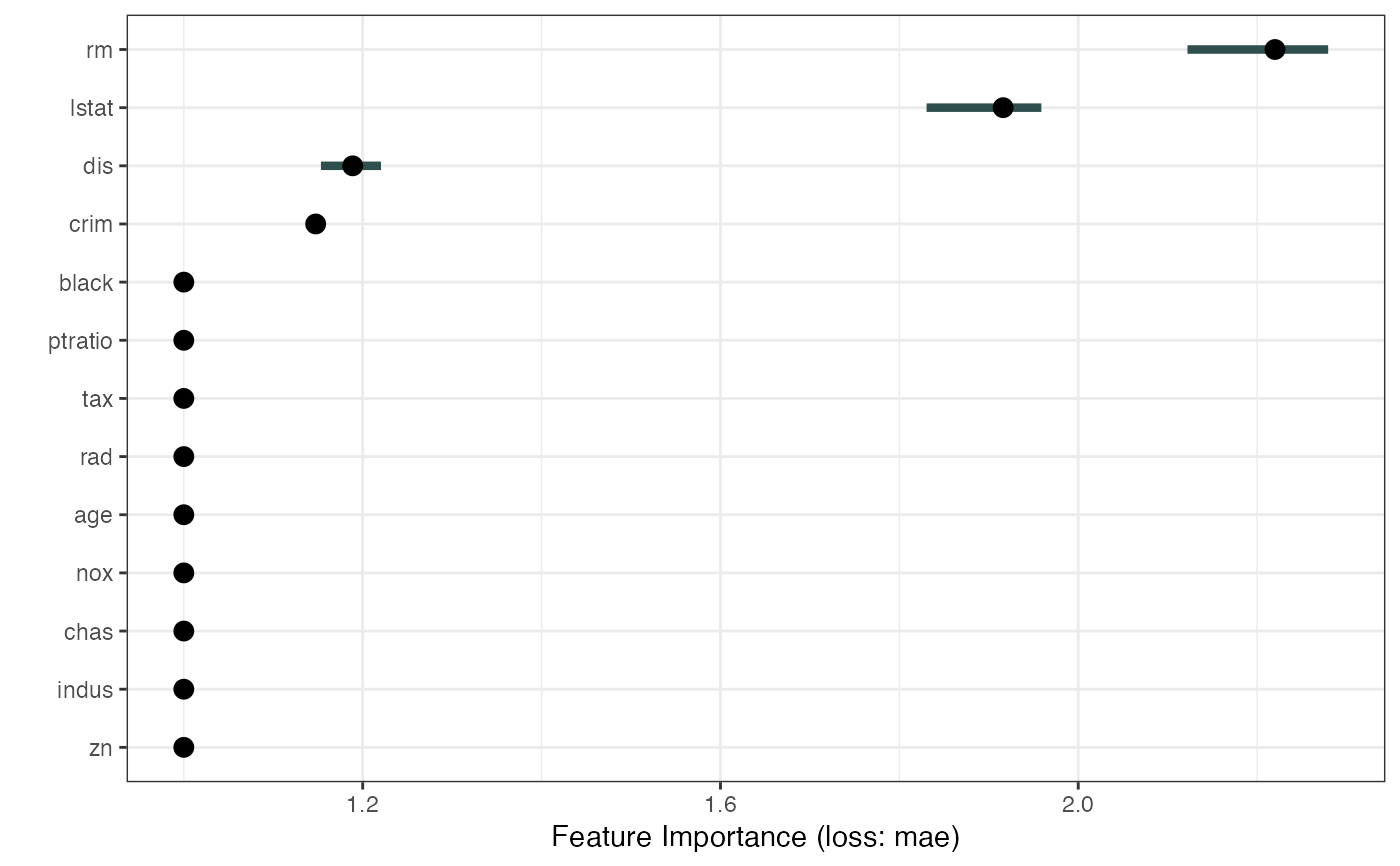 rm
lstat
dis
crim
black
ptratio
tax
rad
age
nox
chas
indus
zn
1.2
1.6
2.0
Feature Importance (loss: mae)